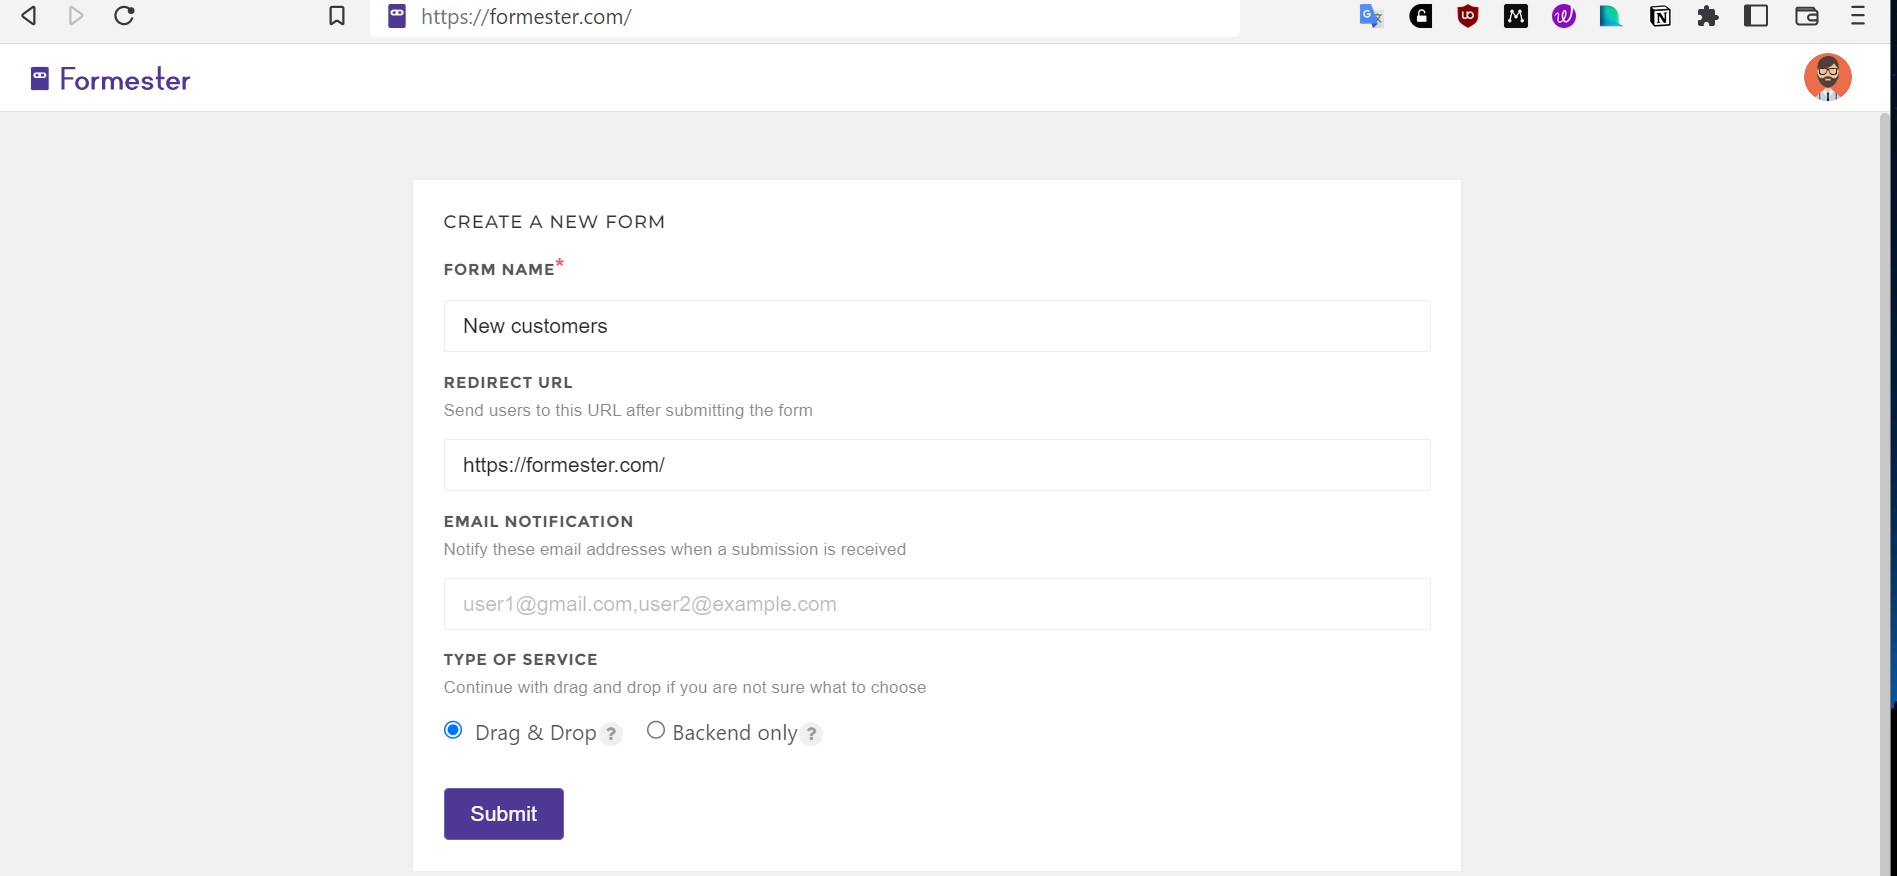 https://formester.com/
Formester
CREATE A NEW FORM
FORM NAME*
New customers
REDIRECT URL
Send users to this URL after submitting the form
https://formester.com/
EMAIL NOTIFICATION
Notify these email addresses when a submission is received
user1@gmail.com,user2@example.com
TYPE OF SERVICE
Continue with drag and drop if you are not sure what to choose
Drag & Drop ? Backend only ?
Submit